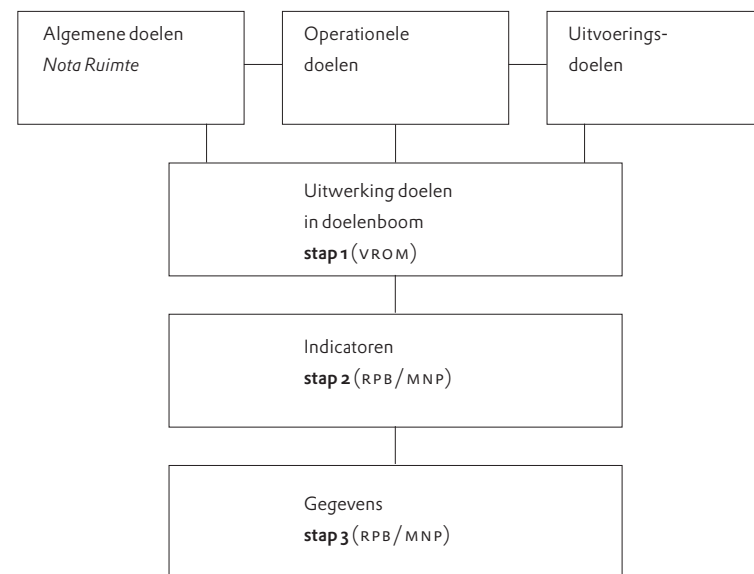 Algemene doelen
Nota Ruimte
Operationele
doelen
Uitvoerings-
doelen
Uitwerking doelen
in doelenboom
stap 1 (VROM)
Indicatoren
stap 2 (RPB/MNP)
Gegevens
stap 3 (RPB/MNP)